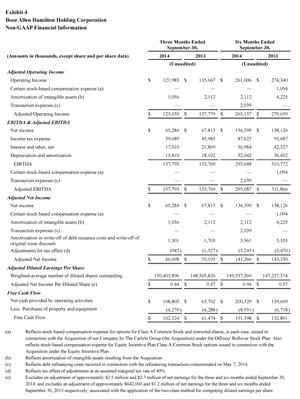 Exhibit 4
Booz Allen Hamilton Holding Corporation
Non-GAAP Financial Information
Three Months Ended September 30, Six Months Ended September 30,
(Amounts in thousands, except share and per share data) 2014 2013 2014 2013
(Unaudited) (Unaudited)
Adjusted Operating Income
Operating Income $ 121,983 $ 135,667 $ 261,006 $ 274,340
Certain stock-based compensation expense (a) — — — 1,094
Amortization of intangible assets (b) 1,056 2,112 2,112 4,225
Transaction expenses (c) — — 2,039 —
Adjusted Operating Income $ 123,039 $ 137,779 $ 265,157 $ 279,659
EBITDA & Adjusted EBITDA
Net income $ 65,284 $ 67,813 $ 136,399 $ 138,126
Income tax expense 39,689 45,985 87,623 93,687
Interest and other, net 17,010 21,869 36,984 42,527
Depreciation and amortization 15,810 18,102 32,042 36,432
EBITDA 137,793 153,769 293,048 310,772
Certain stock-based compensation expense (a) — — — 1,094
Transaction expenses (c) — — 2,039 —
Adjusted EBITDA $ 137,793 $ 153,769 $ 295,087 $ 311,866
Adjusted Net Income
Net income $ 65,284 $ 67,813 $ 136,399 $ 138,126
Certain stock-based compensation expense (a) — — — 1,094
Amortization of intangible assets (b) 1,056 2,112 2,112 4,225
Transaction expenses (c) — — 2,039 —
Amortization or write-off of debt issuance costs and write-off of original issue discount 1,301 1,705 3,961 3,355
Adjustments for tax effect (d) (943) (1,527) (3,245) (3,470)
Adjusted Net Income $ 66,698 $ 70,103 $ 141,266 $ 143,330
Adjusted Diluted Earnings Per Share
Weighted-average number of diluted shares outstanding 150,403,896 148,505,826 149,937,560 147,257,574
Adjusted Net Income Per Diluted Share (e) $ 0.44 $ 0.47 $ 0.94 $ 0.97
Free Cash Flow
Net cash provided by operating activities $ 108,803 $ 65,762 $ 200,529 $ 139,609
Less: Purchases of property and equipment (6,279) (4,288) (8,931) (6,718)
Free Cash Flow $ 102,524 $ 61,474 $ 191,598 $ 132,891
(a) Reflects stock-based compensation expense for options for Class A Common Stock and restricted shares, in each case, issued in
connection with the Acquisition of our Company by The Carlyle Group (the Acquisition) under the Officers' Rollover Stock Plan. Also
reflects stock-based compensation expense for Equity Incentive Plan Class A Common Stock options issued in connection with the
Acquisition under the Equity Incentive Plan
(b) Reflects amortization of intangible assets resulting from the Acquisition.
(c) Reflects debt refinancing costs incurred in connection with the refinancing transaction consummated on May 7, 2014
(d) Reflects tax effect of adjustments at an assumed marginal tax rate of 40%.
(e) Excludes an adjustment of approximately $2.5 million and $2.7 million of net earnings for the three and six months ended September 30,
2014, and excludes an adjustment of approximately $642,000 and $1.2 million of net earnings for the three and six months ended
September 30, 2013 respectively, associated with the application of the two-class method for computing diluted earnings per share.